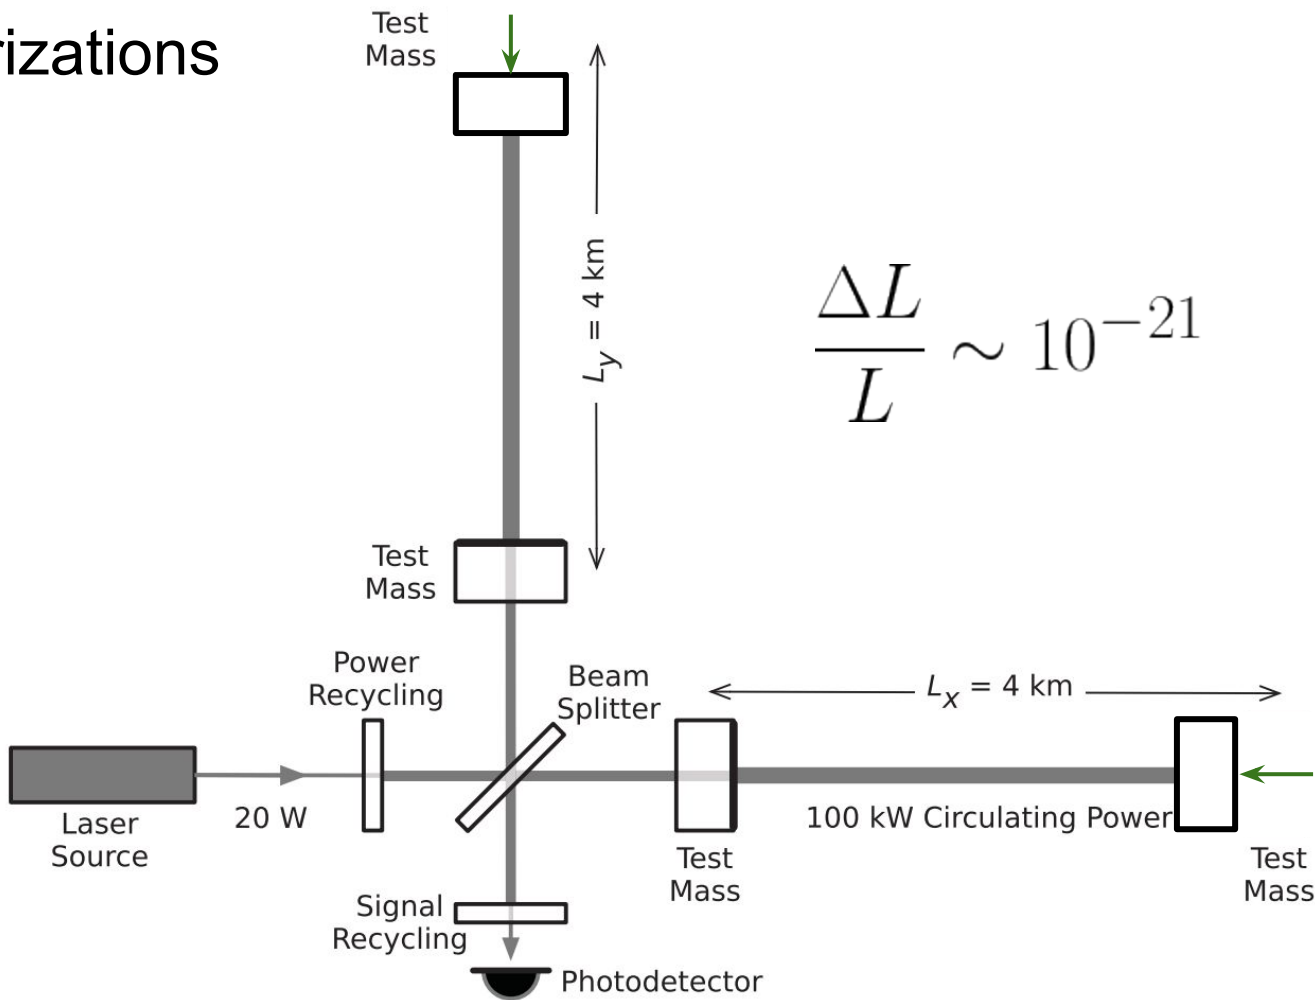 rizations
Test
Mass
Ly = 4 km
ΔL/L ∼ 10^−21
Test
Mass
Power
Recycling
Beam
Splitter
Lx = 4 km
20 W
Laser
Source
100 kW Circulating Power
Test
Mass
Test
Mass
Signal
Recycling
Photodetector